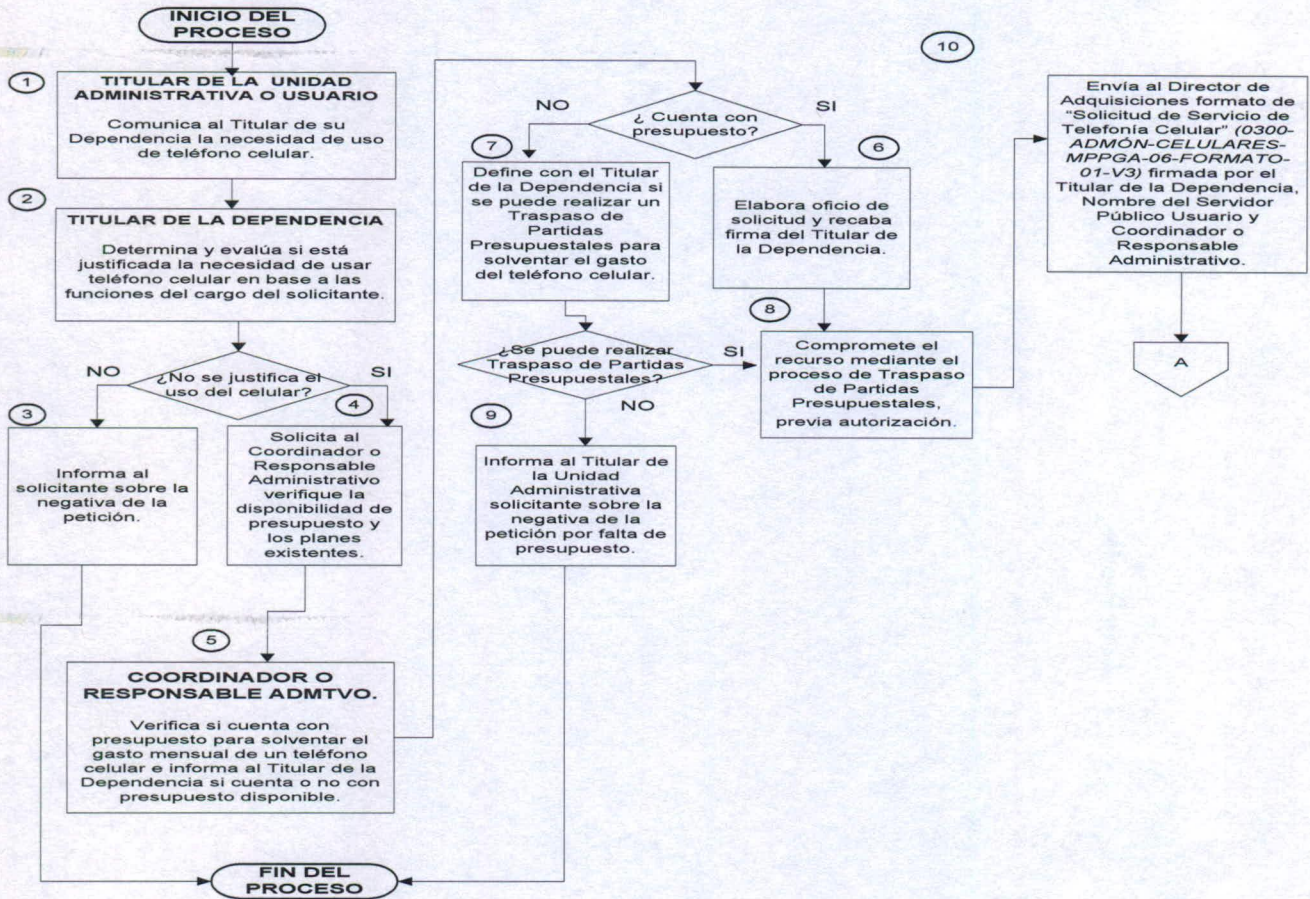 INICIO DEL
PROCESO
1
TITULAR DE LA UNIDAD
ADMINISTRATIVA O USUARIO
Comunica al Titular de su
Dependencia la necesidad de uso
de teléfono celular.
2
TITULAR DE LA DEPENDENCIA
Determina y evalúa si está
justificada la necesidad de usar
teléfono celular en base a las
funciones del cargo del solicitante.
NO
¿No se justifica el
uso del celular?
SI
3
Informa al
solicitante sobre la
negativa de la
petición.
4
Solicita al
Coordinador o
Responsable
Administrativo
verifique la
disponibilidad de
presupuesto y
los planes
existentes.
5
COORDINADOR O
RESPONSABLE ADMTVO.
Verifica si cuenta con
presupuesto para solventar el
gasto mensual de un teléfono
celular e informa al Titular de la
Dependencia si cuenta o no con
presupuesto disponible.
NO
¿ Cuenta con
presupuesto?
SI
7
Define con el Titular
de la Dependencia si
se puede realizar un
Traspaso de
Partidas
Presupuestales para
solventar el gasto
del teléfono celular.
6
Elabora oficio de
solicitud y recaba
firma del Titular de
la Dependencia.
¿Se puede realizar
Traspaso de Partidas
Presupuestales?
SI
NO
8
Compromete el
recurso mediante el
proceso de Traspaso
de Partidas
Presupuestales,
previa autorización.
9
Informa al Titular de
la Unidad
Administrativa
solicitante sobre la
negativa de la
petición por falta de
presupuesto.
10
Envía al Director de
Adquisiciones formato de
"Solicitud de Servicio de
Telefonía Celular" (0300-
ADMÓN-CELULARES-
MPPGA-06-FORMATO-
01-V3) firmada por el
Titular de la Dependencia,
Nombre del Servidor
Público Usuario y
Coordinador o
Responsable
Administrativo.
A
FIN DEL
PROCESO